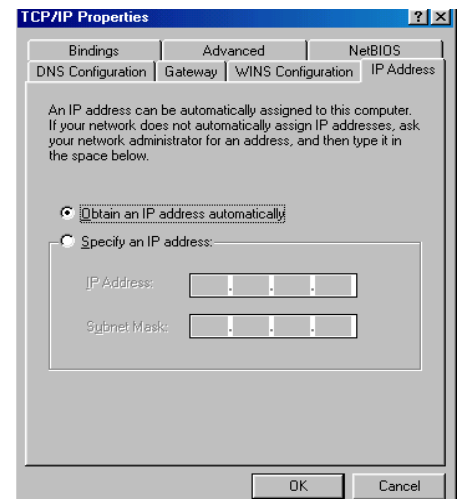 TCP/IP Properties ? ×
Bindings Advanced NetBIOS
DNS Configuration Gateway WINS Configuration IP Address
An IP address can be automatically assigned to this computer.
If your network does not automatically assign IP addresses, ask
your network administrator for an address, and then type it in
the space below.
Obtain an IP address automatically
Specify an IP address:
IP Address:
. . .
Subnet Mask:
. . .
OK Cancel